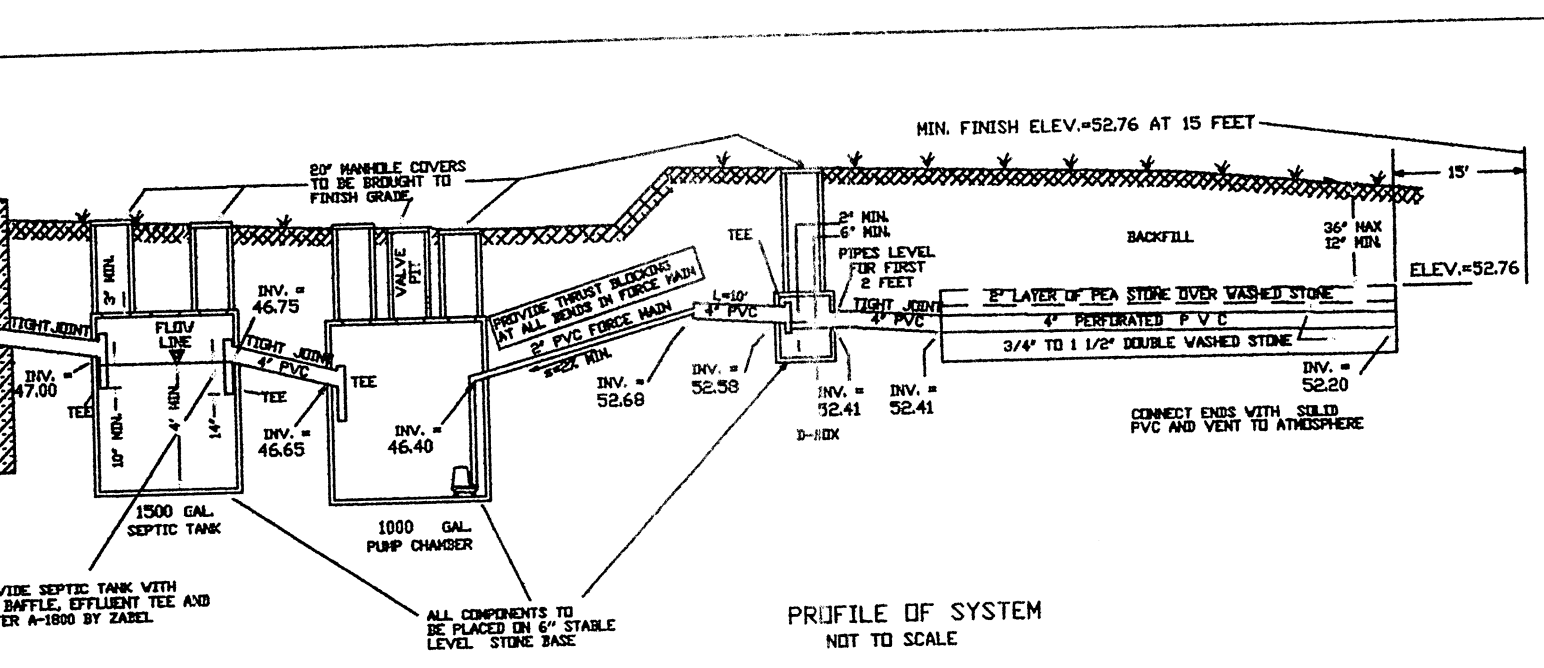 MIN. FINISH ELEV.=52.76 AT 15 FEET
15'
20" MANHOLE COVERS
TO BE BROUGHT TO
FINISH GRADE
2" MIN.
6" MIN.
TEE
PIPES LEVEL
FOR FIRST
2 FEET
BACKFILL
36" MAX
12" MIN.
ELEV.=52.76
3" MIN.
VALVE
PIT
INV. =
46.75
PROVIDE THRUST BLOCKING
AT ALL BENDS IN FORCE MAIN
2" PVC FORCE MAIN
s=2% MIN.
L=10'
4" PVC
TIGHT JOINT
4" PVC
2" LAYER OF PEA STONE OVER WASHED STONE
4" PERFORATED P V C
3/4" TO 1 1/2" DOUBLE WASHED STONE
TIGHT JOINT
FLOW
LINE
TIGHT JOINT
4" PVC
INV. =
47.00
TEE
TEE
TEE
10" MIN.
4' MIN.
14"
INV. =
46.65
INV. =
46.40
INV. =
52.68
INV. =
52.58
INV. =
52.41
INV. =
52.41
INV. =
52.20
D-BOX
CONNECT ENDS WITH SOLID
PVC AND VENT TO ATMOSPHERE
1500 GAL.
SEPTIC TANK
1000 GAL.
PUMP CHAMBER
VIDE SEPTIC TANK WITH
BAFFLE, EFFLUENT TEE AND
TER A-1800 BY ZABEL
ALL COMPONENTS TO
BE PLACED ON 6" STABLE
LEVEL STONE BASE
PROFILE OF SYSTEM
NOT TO SCALE